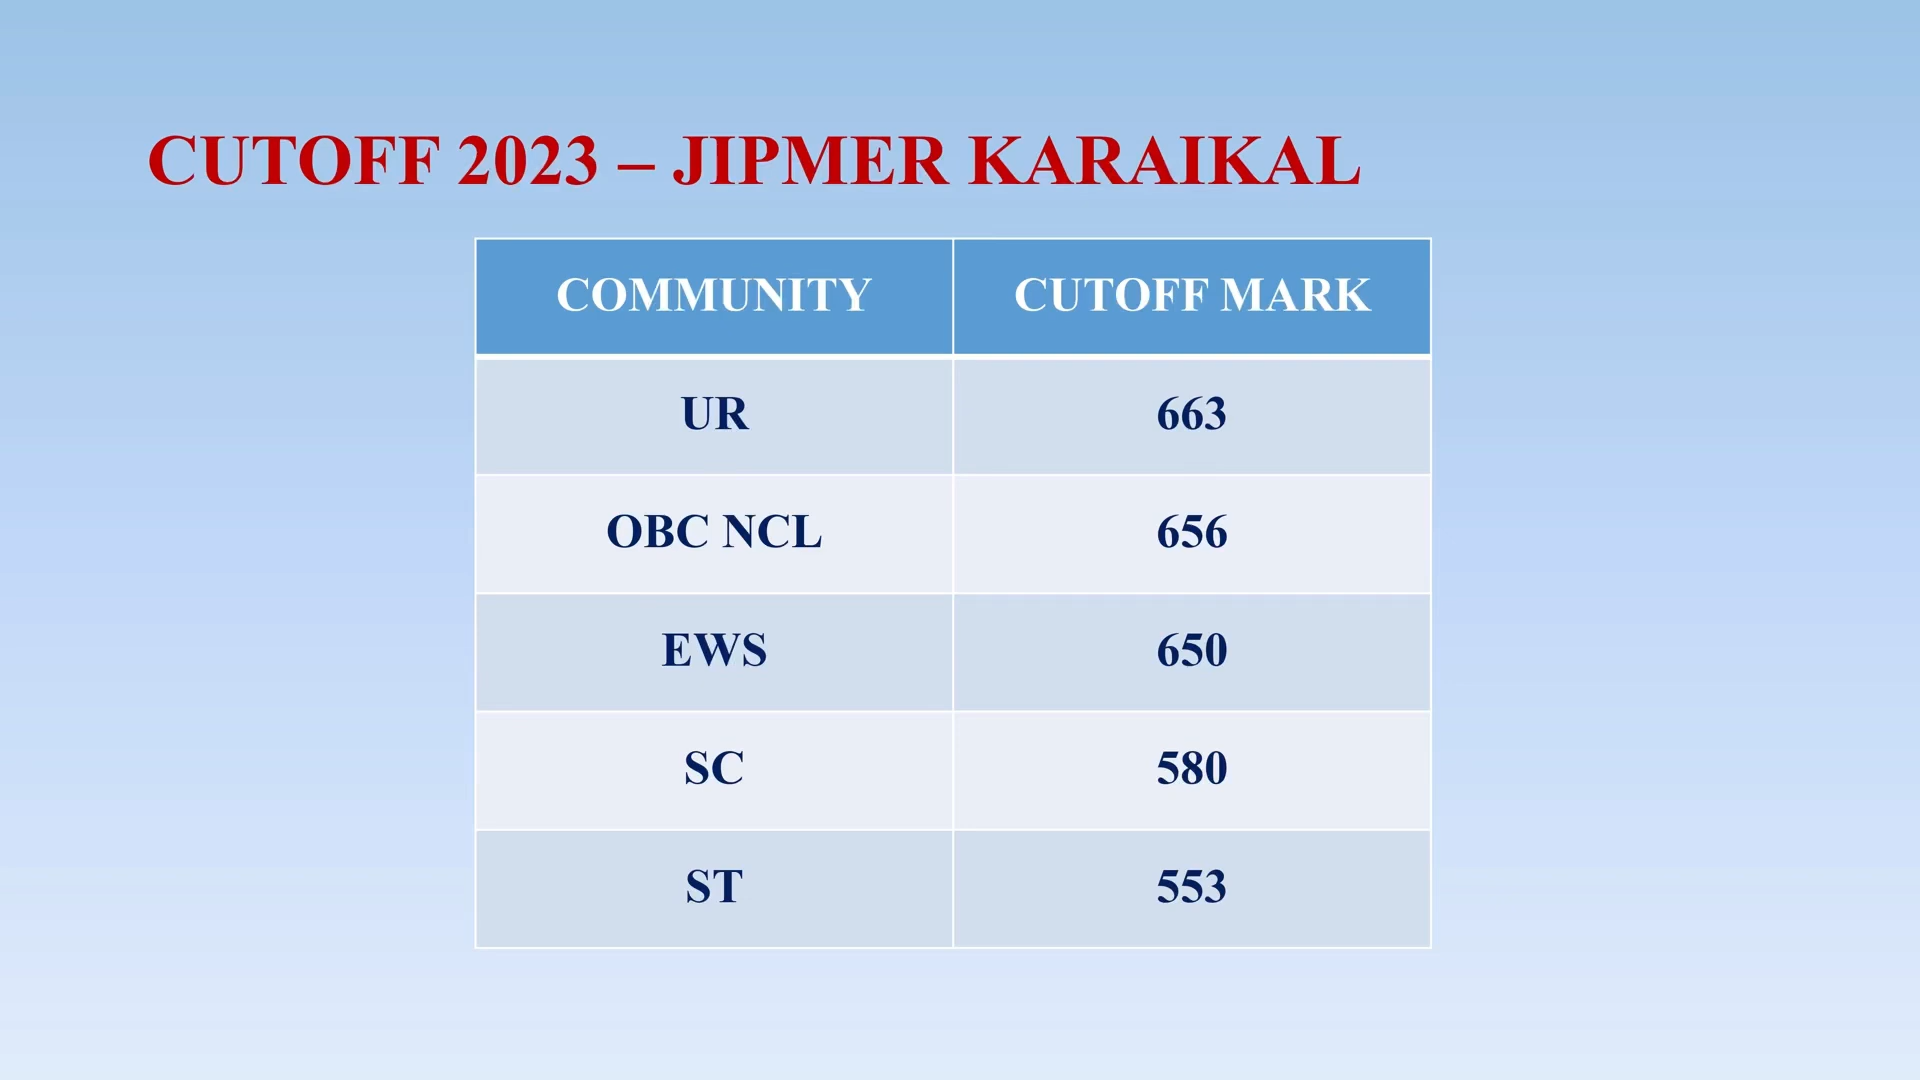 CUTOFF 2023 – JIPMER KARAIKAL
COMMUNITY CUTOFF MARK
UR 663
OBC NCL 656
EWS 650
SC 580
ST 553